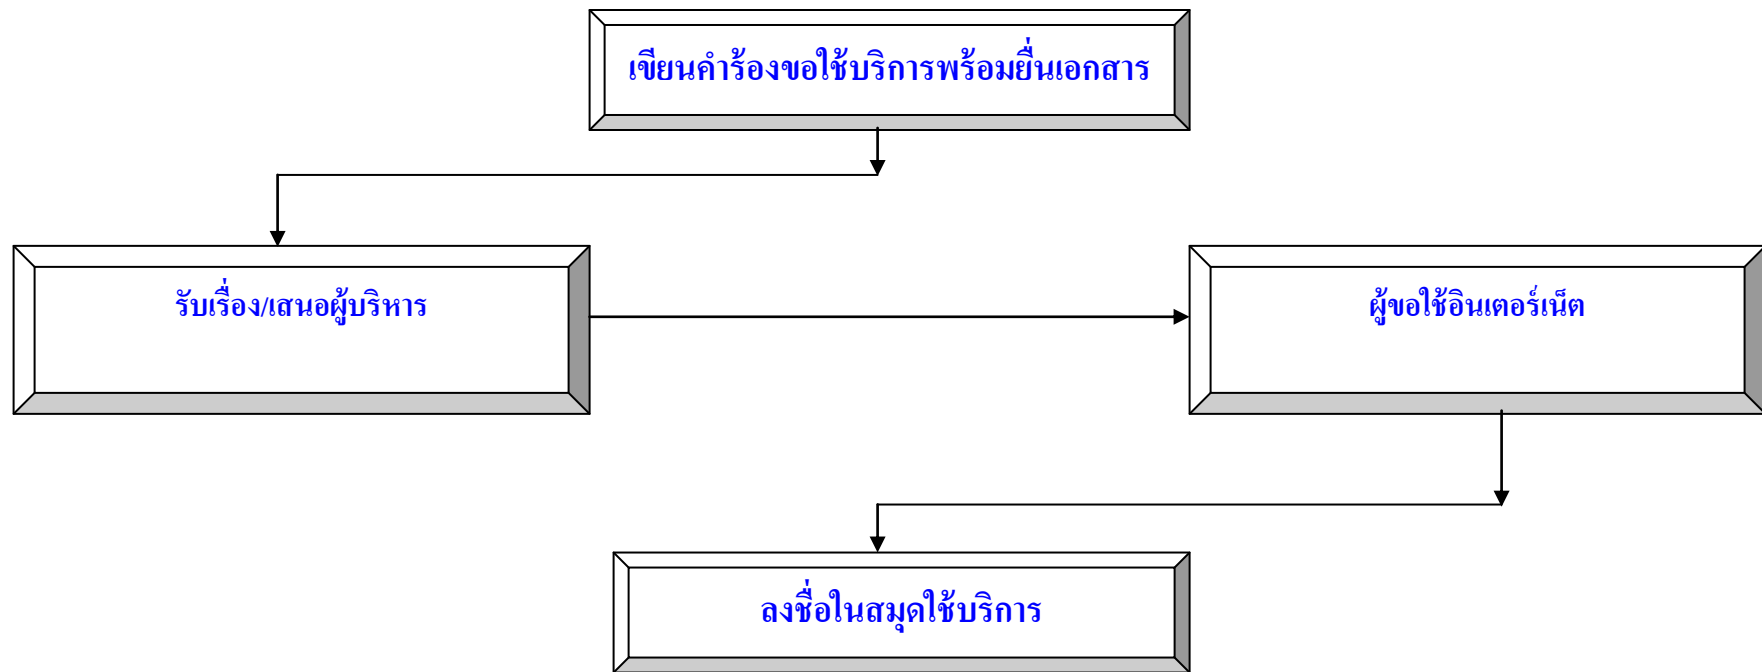 เขียนคำร้องขอใช้บริการพร้อมยื่นเอกสาร
รับเรื่อง/เสนอผู้บริหาร
ผู้ขอใช้อินเตอร์เน็ต
ลงชื่อในสมุดใช้บริการ